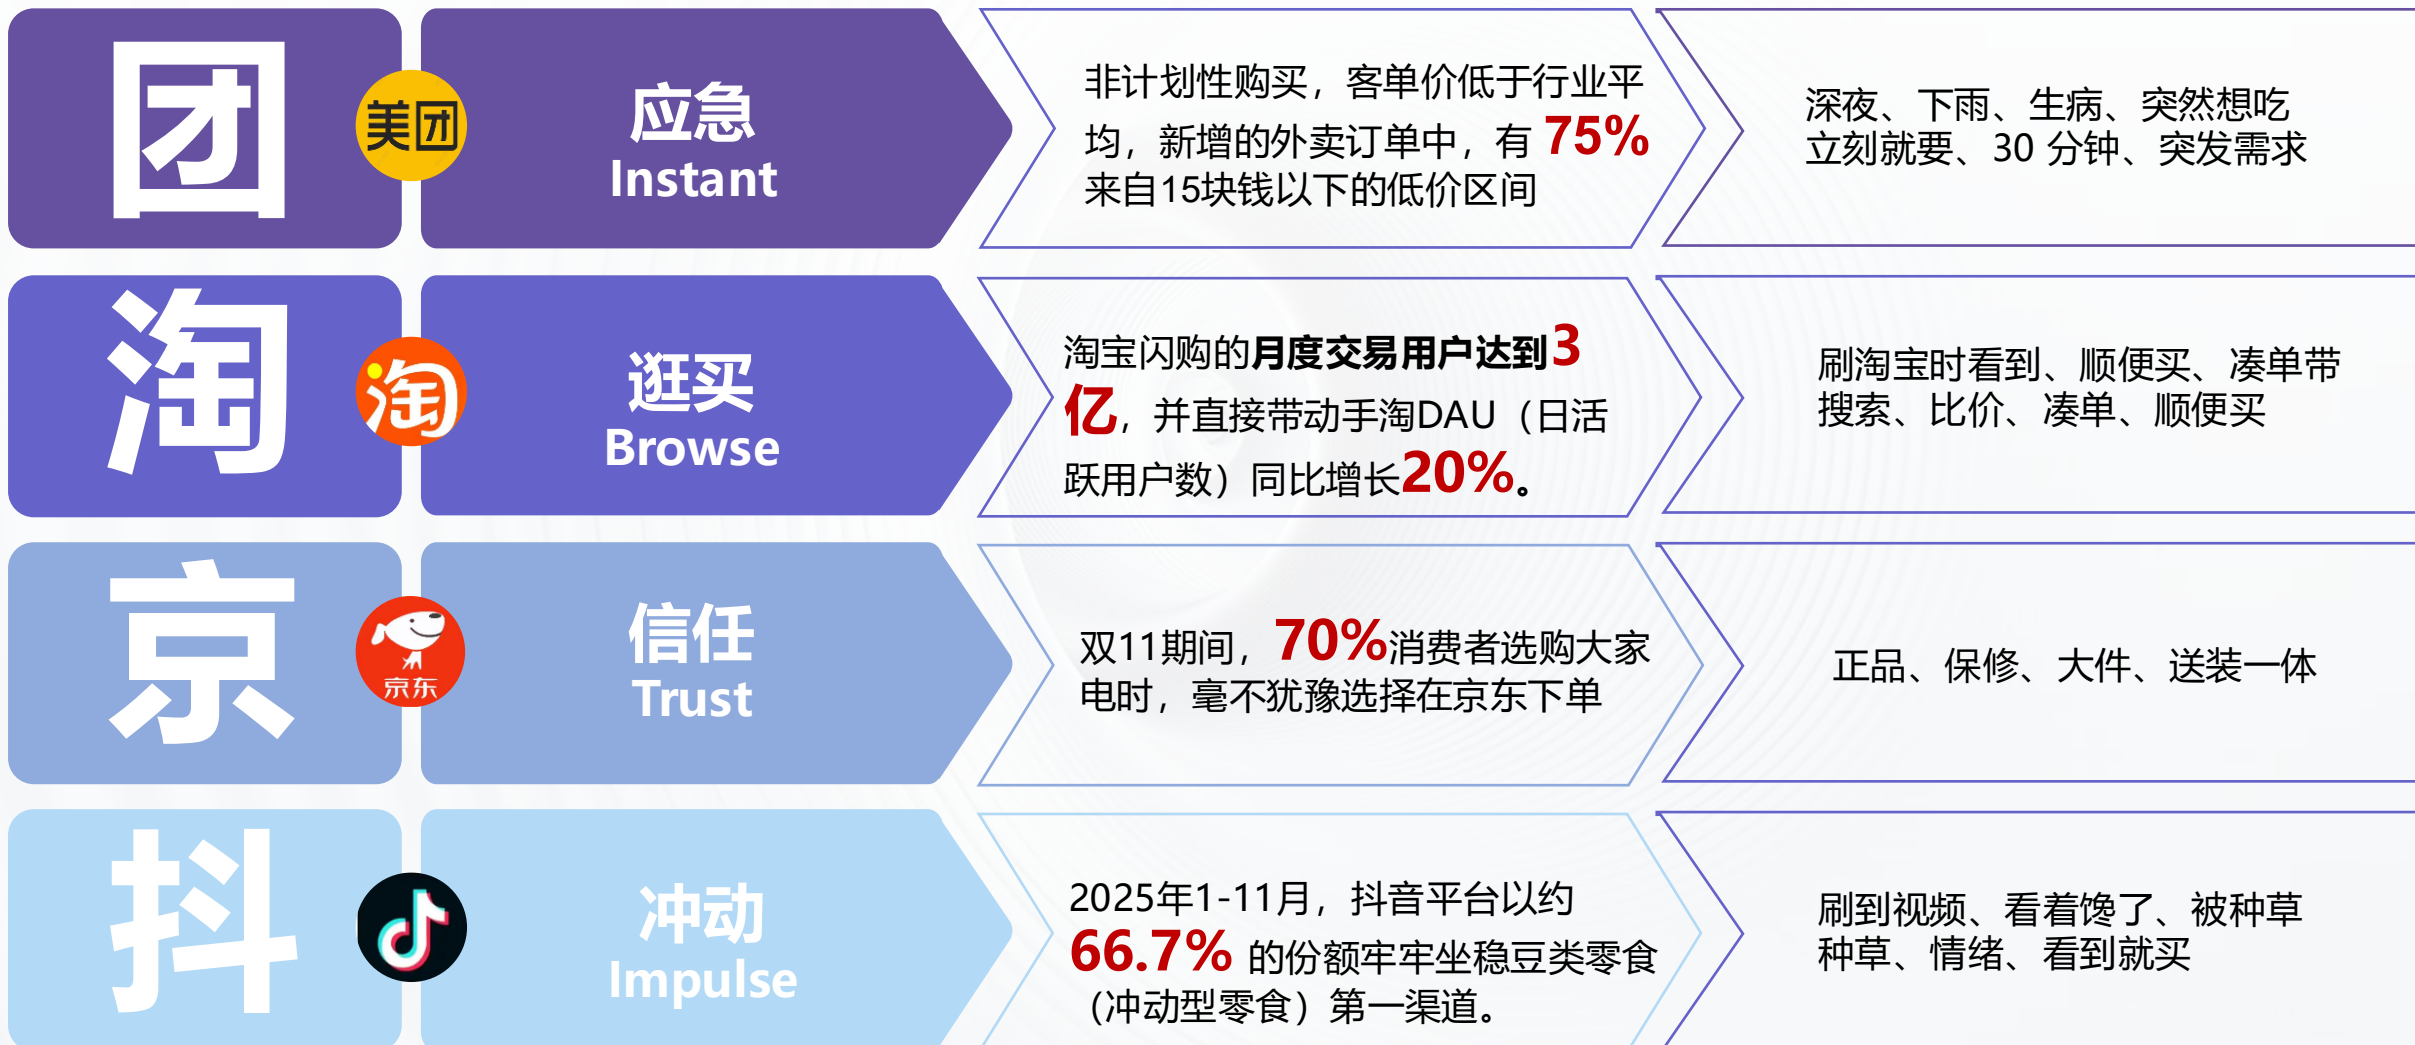 团
美团
应急
Instant
非计划性购买，客单价低于行业平
均，新增的外卖订单中，有 75%
来自15块钱以下的低价区间
深夜、下雨、生病、突然想吃
立刻就要、30 分钟、突发需求
淘
淘
逛买
Browse
淘宝闪购的月度交易用户达到3
亿，并直接带动手淘DAU（日活
跃用户数）同比增长20%。
刷淘宝时看到、顺便买、凑单带
搜索、比价、凑单、顺便买
京
京东
信任
Trust
双11期间，70%消费者选购大家
电时，毫不犹豫选择在京东下单
正品、保修、大件、送装一体
抖
冲动
Impulse
2025年1-11月，抖音平台以约
66.7% 的份额牢牢坐稳豆类零食
（冲动型零食）第一渠道。
刷到视频、看着馋了、被种草
种草、情绪、看到就买